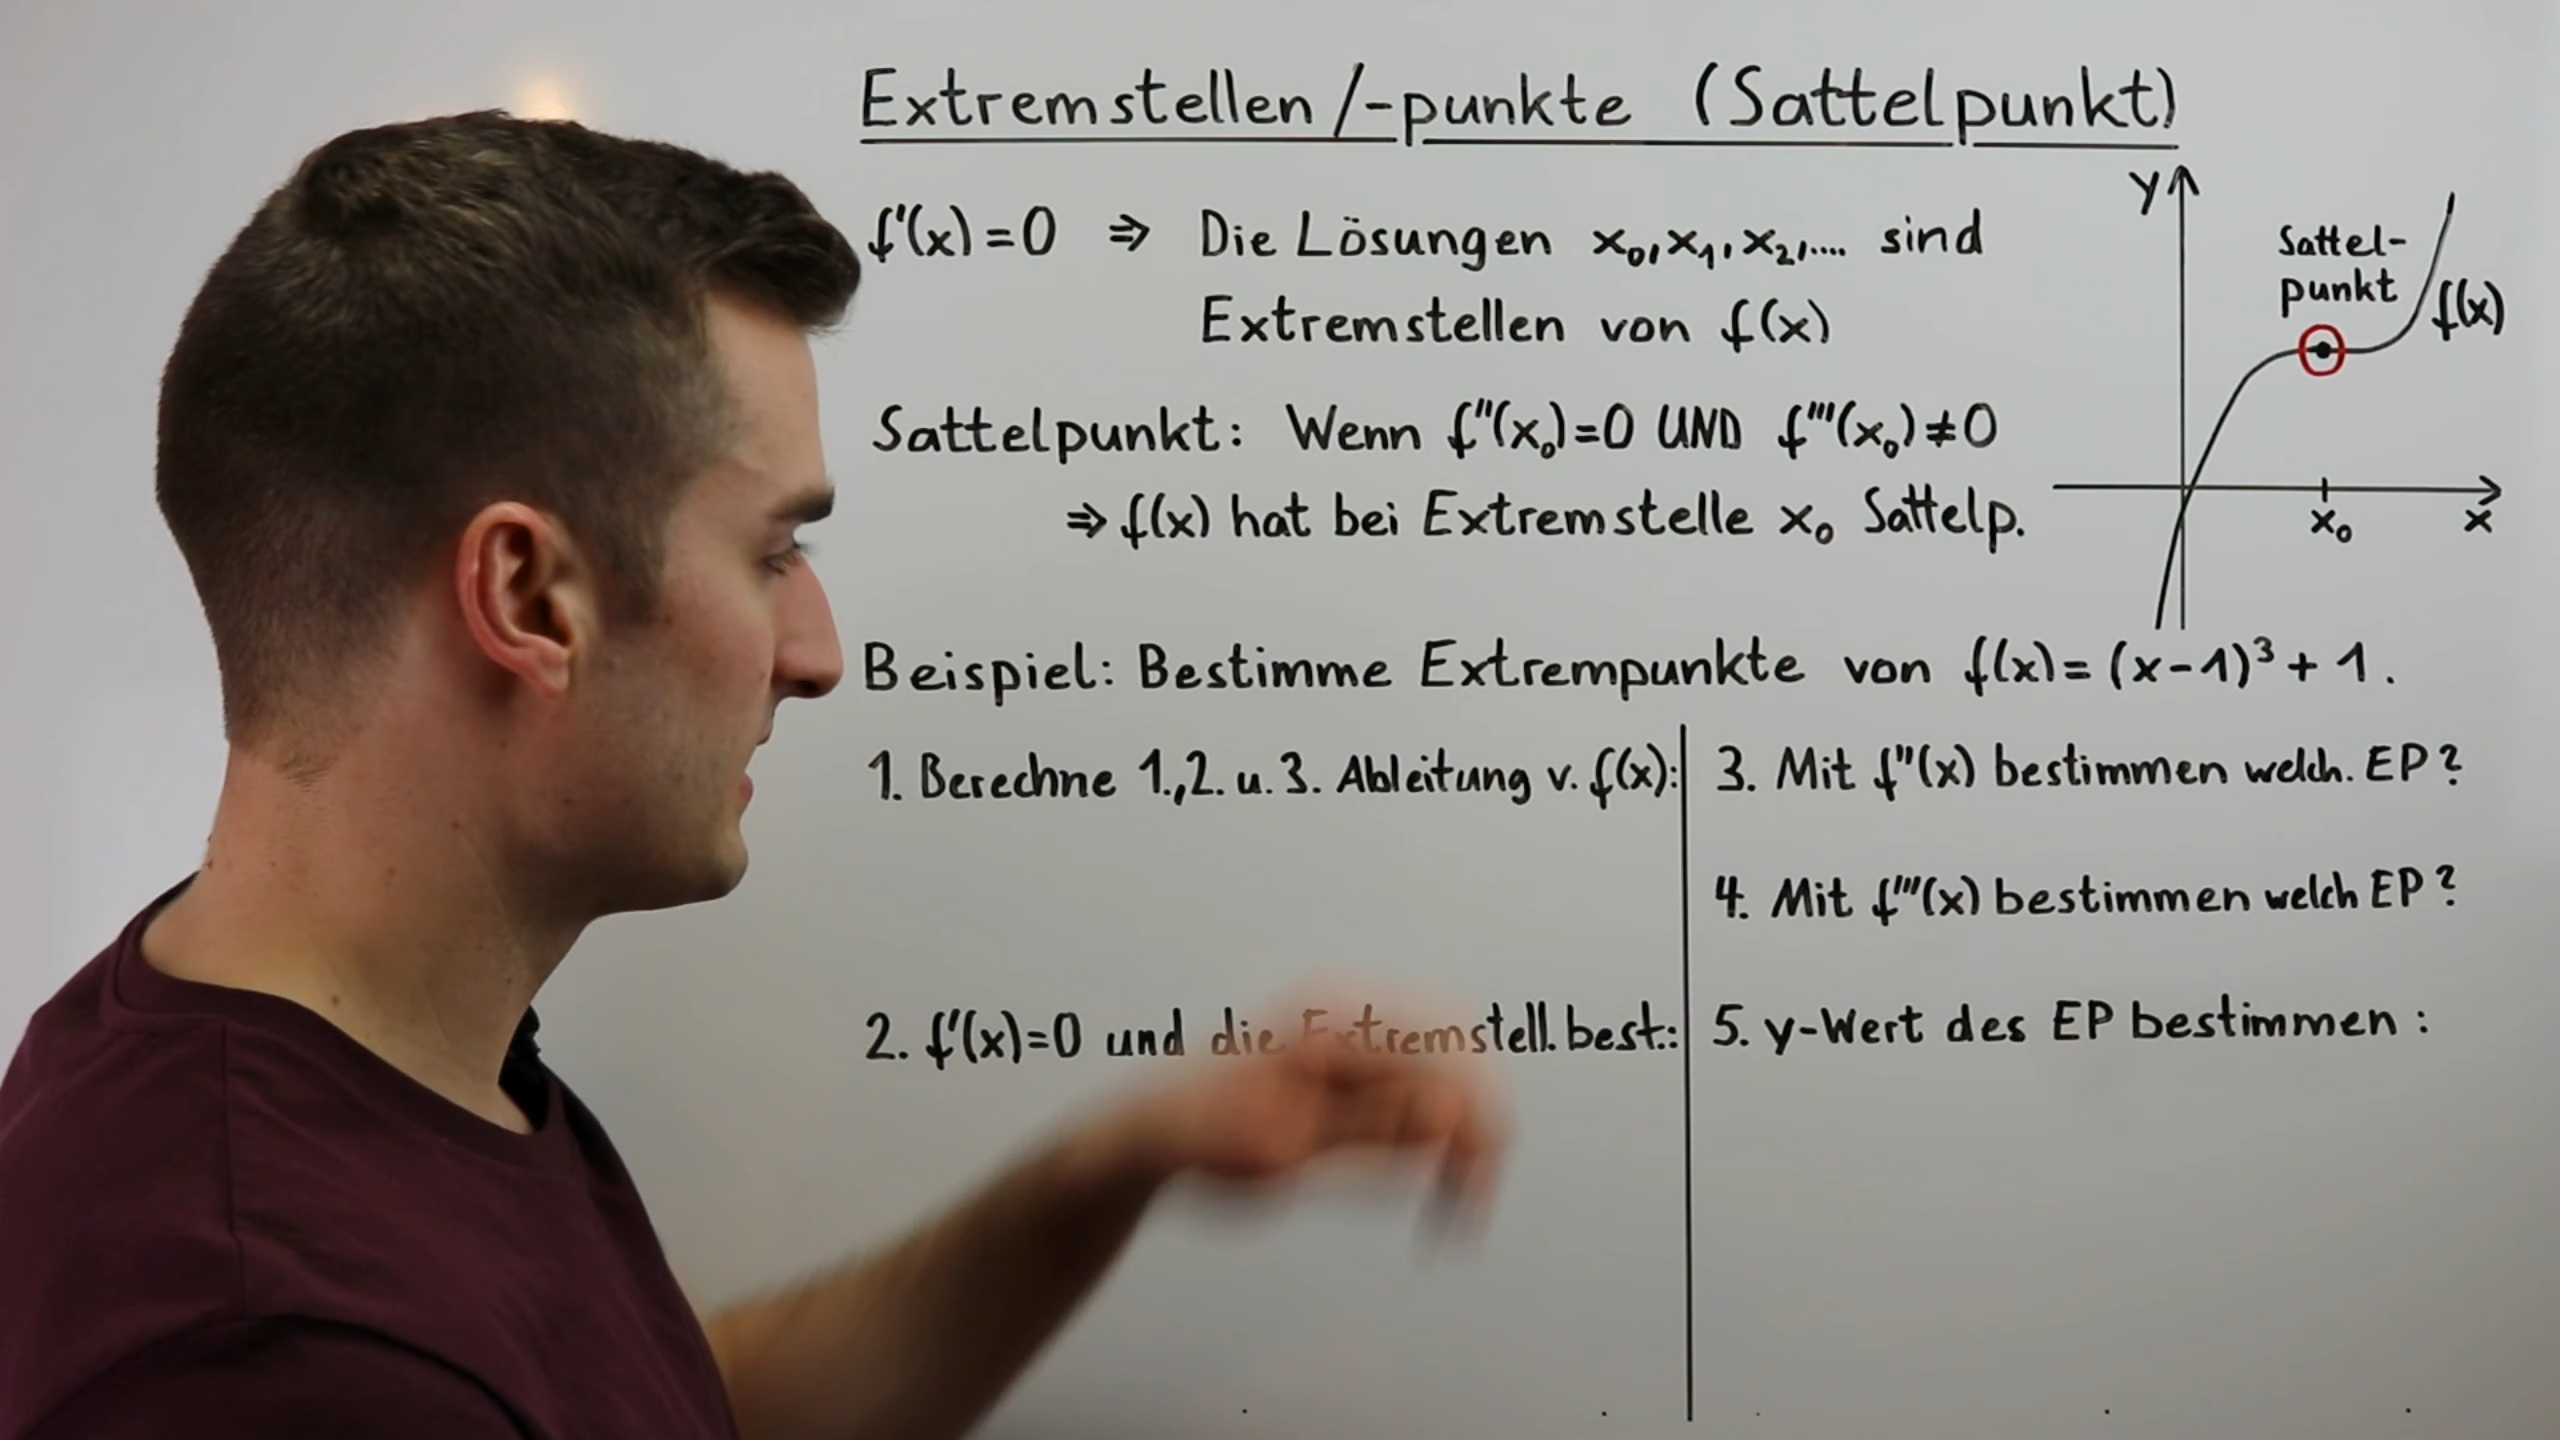 Extremstellen/-punkte (Sattelpunkt)
f'(x)=0 ⇒ Die Lösungen x₀, x₁, x₂,.... sind
Extremstellen von f(x)
Sattelpunkt: Wenn f''(x₀)=0 UND f'''(x₀)≠0
⇒ f(x) hat bei Extremstelle x₀ Sattelp.
y
Sattel-
punkt
f(x)
x₀
x
Beispiel: Bestimme Extrempunkte von f(x)=(x-1)³+1.
1. Berechne 1.,2. u. 3. Ableitung v. f(x):
2. f'(x)=0 und die Extremstell. best.:
3. Mit f''(x) bestimmen welch. EP?
4. Mit f'''(x) bestimmen welch EP?
5. y-Wert des EP bestimmen: